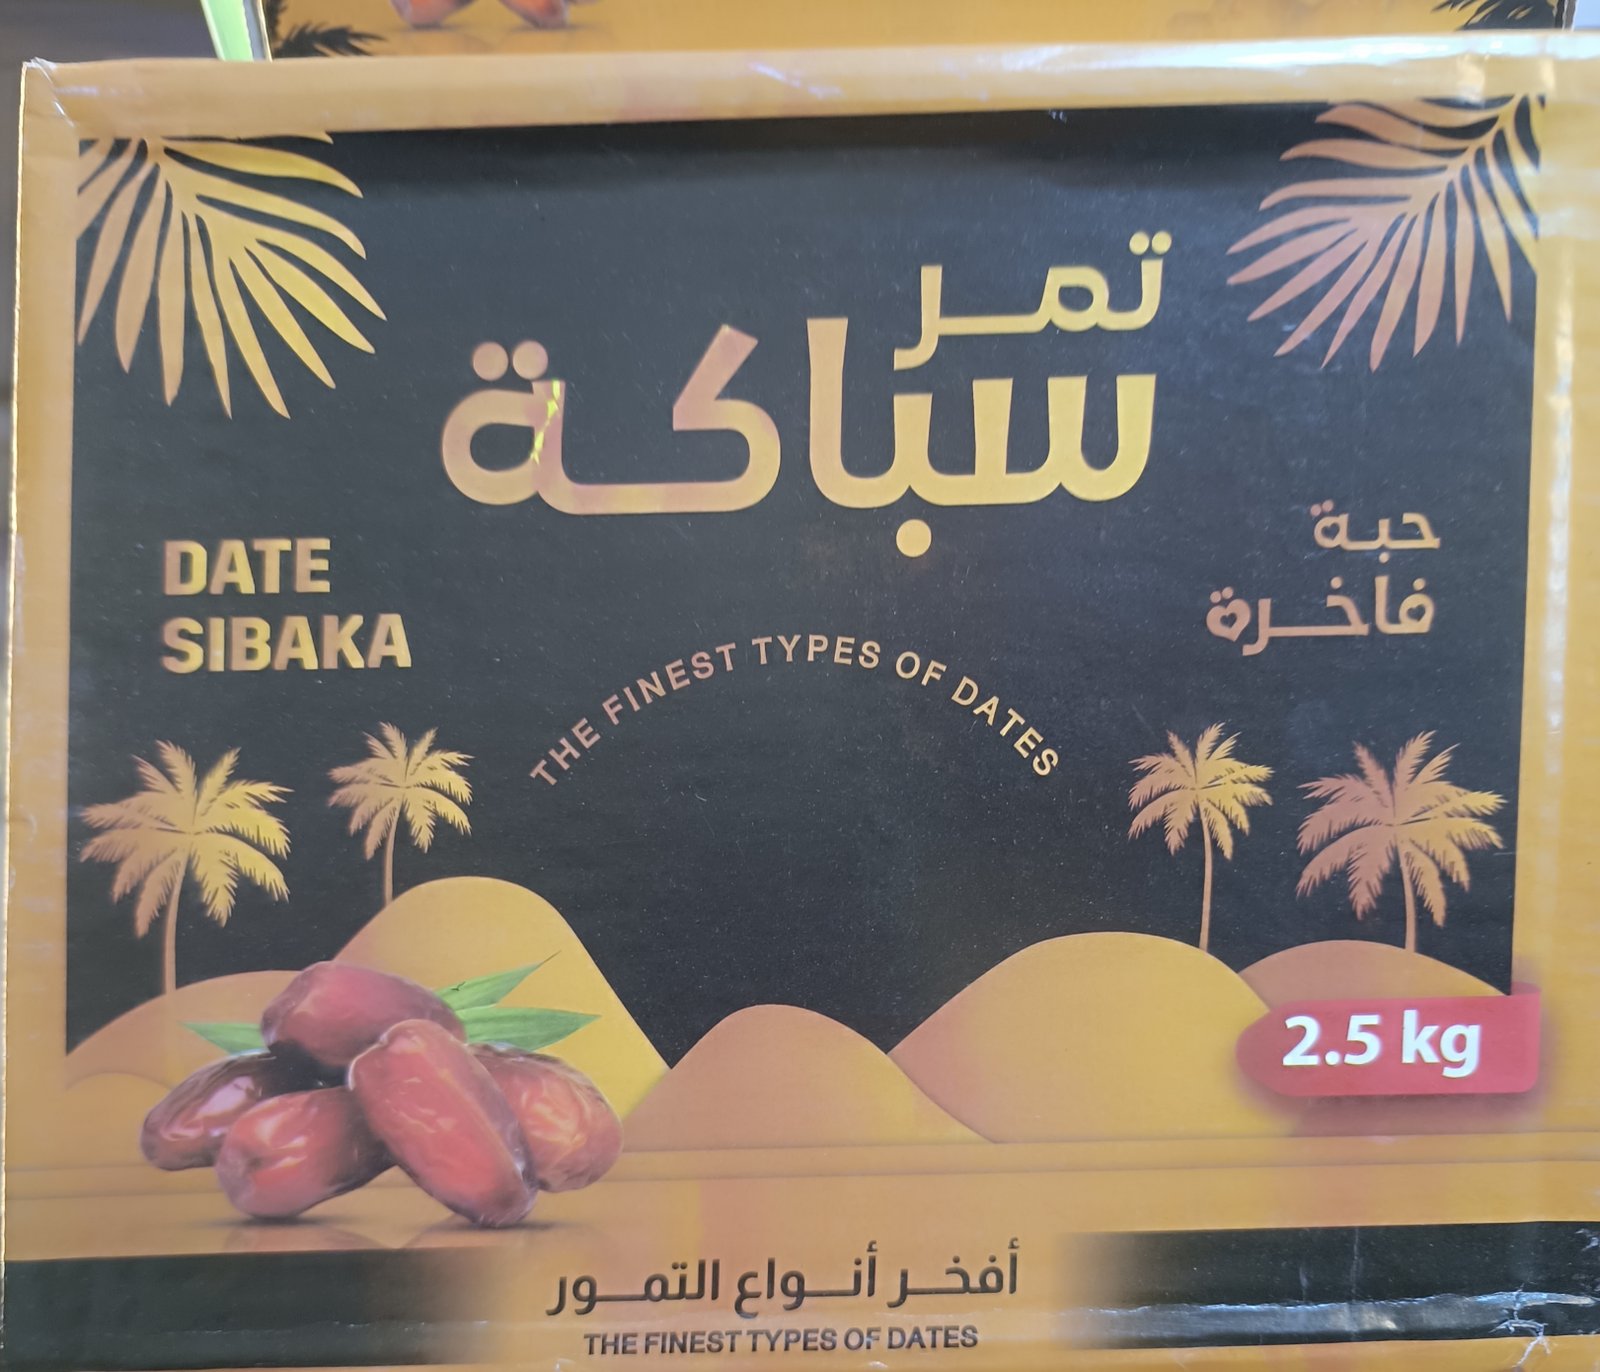 تمر
سباكة
DATE
SIBAKA
حبة
فاخرة
THE FINEST TYPES OF DATES
2.5 kg
أفخر أنواع التمور
THE FINEST TYPES OF DATES